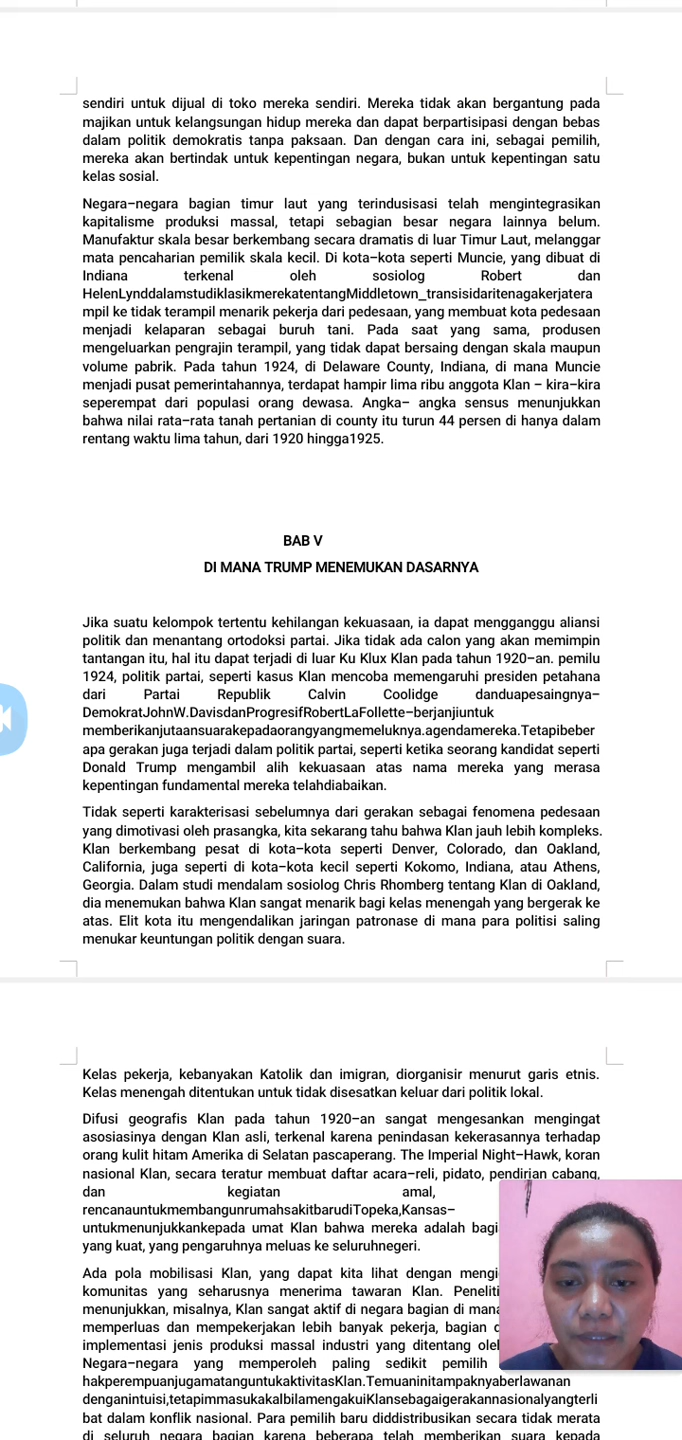 sendiri untuk dijual di toko mereka sendiri. Mereka tidak akan bergantung pada
majikan untuk kelangsungan hidup mereka dan dapat berpartisipasi dengan bebas
dalam politik demokratis tanpa paksaan. Dan dengan cara ini, sebagai pemilih,
mereka akan bertindak untuk kepentingan negara, bukan untuk kepentingan satu
kelas sosial.
Negara–negara bagian timur laut yang terindusisasi telah mengintegrasikan
kapitalisme produksi massal, tetapi sebagian besar negara lainnya belum.
Manufaktur skala besar berkembang secara dramatis di luar Timur Laut, melanggar
mata pencaharian pemilik skala kecil. Di kota–kota seperti Muncie, yang dibuat di
Indiana terkenal oleh sosiolog Robert dan
HelenLynddalamstudiklasikmerekatentangMiddletown_transisidaritenagakerjatera
mpil ke tidak terampil menarik pekerja dari pedesaan, yang membuat kota pedesaan
menjadi kelaparan sebagai buruh tani. Pada saat yang sama, produsen
mengeluarkan pengrajin terampil, yang tidak dapat bersaing dengan skala maupun
volume pabrik. Pada tahun 1924, di Delaware County, Indiana, di mana Muncie
menjadi pusat pemerintahannya, terdapat hampir lima ribu anggota Klan – kira–kira
seperempat dari populasi orang dewasa. Angka– angka sensus menunjukkan
bahwa nilai rata–rata tanah pertanian di county itu turun 44 persen di hanya dalam
rentang waktu lima tahun, dari 1920 hingga1925.
BAB V
DI MANA TRUMP MENEMUKAN DASARNYA
Jika suatu kelompok tertentu kehilangan kekuasaan, ia dapat mengganggu aliansi
politik dan menantang ortodoksi partai. Jika tidak ada calon yang akan memimpin
tantangan itu, hal itu dapat terjadi di luar Ku Klux Klan pada tahun 1920–an. pemilu
1924, politik partai, seperti kasus Klan mencoba memengaruhi presiden petahana
dari Partai Republik Calvin Coolidge danduapesaingnya–
DemokratJohnW.DavisdanProgresifRobertLaFollette–berjanjiuntuk
memberikanjutaansuarakepadaorangyangmemeluknya.agendamereka.Tetapibeber
apa gerakan juga terjadi dalam politik partai, seperti ketika seorang kandidat seperti
Donald Trump mengambil alih kekuasaan atas nama mereka yang merasa
kepentingan fundamental mereka telahdiabaikan.
Tidak seperti karakterisasi sebelumnya dari gerakan sebagai fenomena pedesaan
yang dimotivasi oleh prasangka, kita sekarang tahu bahwa Klan jauh lebih kompleks.
Klan berkembang pesat di kota–kota seperti Denver, Colorado, dan Oakland,
California, juga seperti di kota–kota kecil seperti Kokomo, Indiana, atau Athens,
Georgia. Dalam studi mendalam sosiolog Chris Rhomberg tentang Klan di Oakland,
dia menemukan bahwa Klan sangat menarik bagi kelas menengah yang bergerak ke
atas. Elit kota itu mengendalikan jaringan patronase di mana para politisi saling
menukar keuntungan politik dengan suara.
Kelas pekerja, kebanyakan Katolik dan imigran, diorganisir menurut garis etnis.
Kelas menengah ditentukan untuk tidak disesatkan keluar dari politik lokal.
Difusi geografis Klan pada tahun 1920–an sangat mengesankan mengingat
asosiasinya dengan Klan asli, terkenal karena penindasan kekerasannya terhadap
orang kulit hitam Amerika di Selatan pascaperang. The Imperial Night–Hawk, koran
nasional Klan, secara teratur membuat daftar acara–reli, pidato, pendirian cabang,
dan kegiatan amal,
rencanauntukmembangunrumahsakitbarudiTopeka,Kansas–
untukmenunjukkankepada umat Klan bahwa mereka adalah bagi
yang kuat, yang pengaruhnya meluas ke seluruhnegeri.
Ada pola mobilisasi Klan, yang dapat kita lihat dengan mengi
komunitas yang seharusnya menerima tawaran Klan. Peneliti
menunjukkan, misalnya, Klan sangat aktif di negara bagian di mana
memperluas dan mempekerjakan lebih banyak pekerja, bagian d
implementasi jenis produksi massal industri yang ditentang oleh
Negara–negara yang memperoleh paling sedikit pemilih
hakperempuanjugamatanguntukaktivitasKlan.Temuaninitampaknyaberlawanan
denganintuisi,tetapimmasukakalbilamengakuiKlansebagaigerakannasionalyangterli
bat dalam konflik nasional. Para pemilih baru diddistribusikan secara tidak merata
di seluruh negara bagian karena beberapa telah memberikan suara kepada